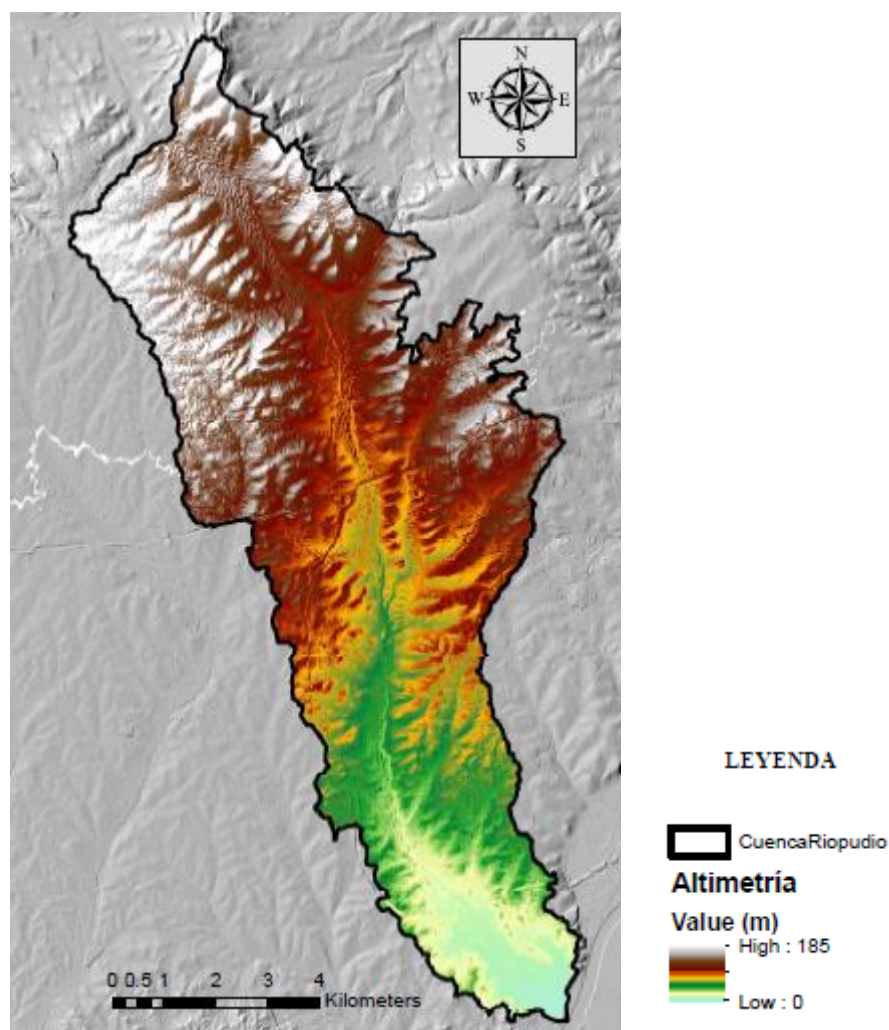 N
W E
S
0 0.5 1 2 3 4
Kilometers
LEYENDA
CuencaRiopudio
Altimetría
Value (m)
High : 185
Low : 0